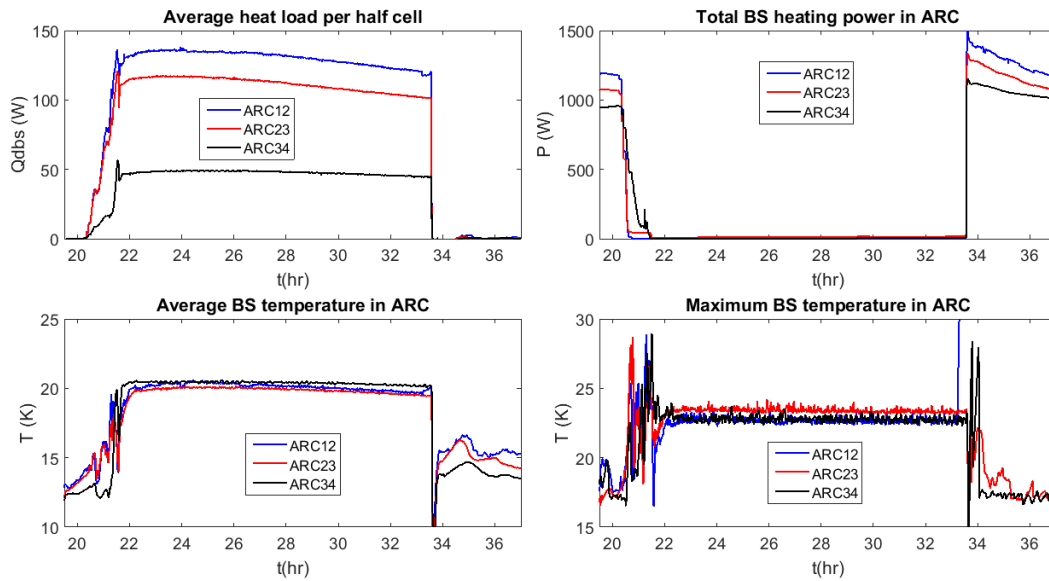 Average heat load per half cell
150
100
50
0
Qdbs (W)
ARC12
ARC23
ARC34
20 22 24 26 28 30 32 34 36
t(hr)
Total BS heating power in ARC
1500
1000
500
0
P (W)
ARC12
ARC23
ARC34
20 22 24 26 28 30 32 34 36
t(hr)
Average BS temperature in ARC
25
20
15
10
T (K)
ARC12
ARC23
ARC34
20 22 24 26 28 30 32 34 36
t(hr)
Maximum BS temperature in ARC
30
25
20
15
T (K)
ARC12
ARC23
ARC34
20 22 24 26 28 30 32 34 36
t(hr)